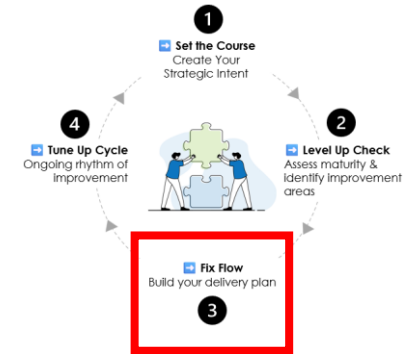 1
➡ Set the Course
Create Your
Strategic Intent
2
➡ Level Up Check
Assess maturity &
identify improvement
areas
➡ Fix Flow
Build your delivery plan
3
4
➡ Tune Up Cycle
Ongoing rhythm of
improvement